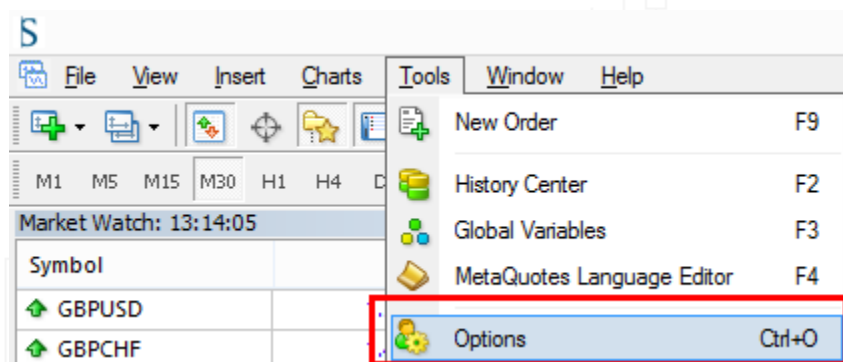 S
File View Insert Charts Tools Window Help
New Order F9
M1 M5 M15 M30 H1 H4
History Center F2
Market Watch: 13:14:05
Global Variables F3
Symbol
MetaQuotes Language Editor F4
GBPUSD
Options Ctrl+O
GBPCHF